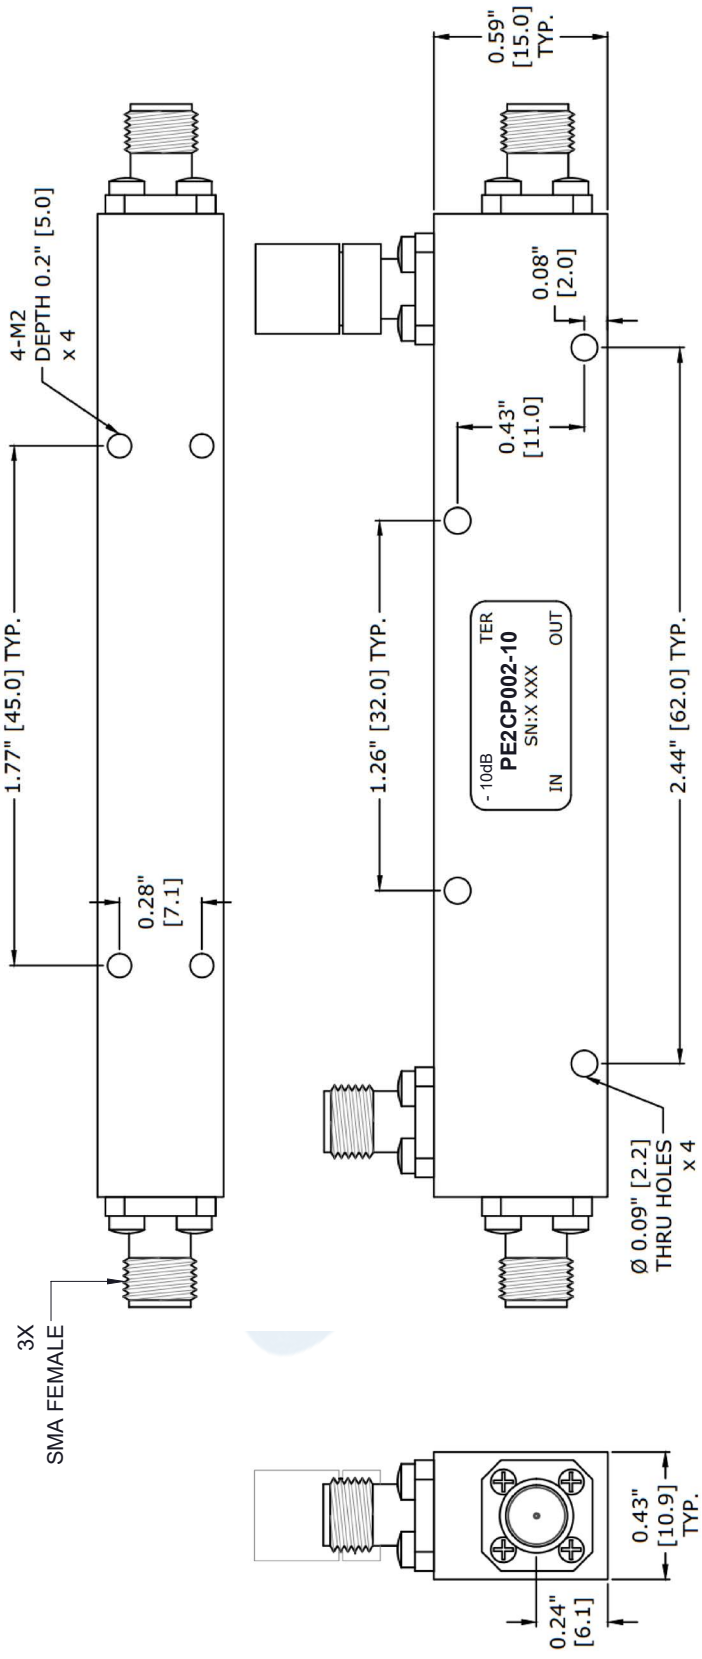 3X
SMA FEMALE
1.77" [45.0] TYP.
4-M2
DEPTH 0.2" [5.0]
x 4
0.28"
[7.1]
0.24"
[6.1]
0.43"
[10.9]
TYP.
1.26" [32.0] TYP.
0.43"
[11.0]
0.08"
[2.0]
0.59"
[15.0]
TYP.
- 10dB TER
PE2CP002-10
SN:X XXX
IN OUT
2.44" [62.0] TYP.
Ø 0.09" [2.2]
THRU HOLES
x 4